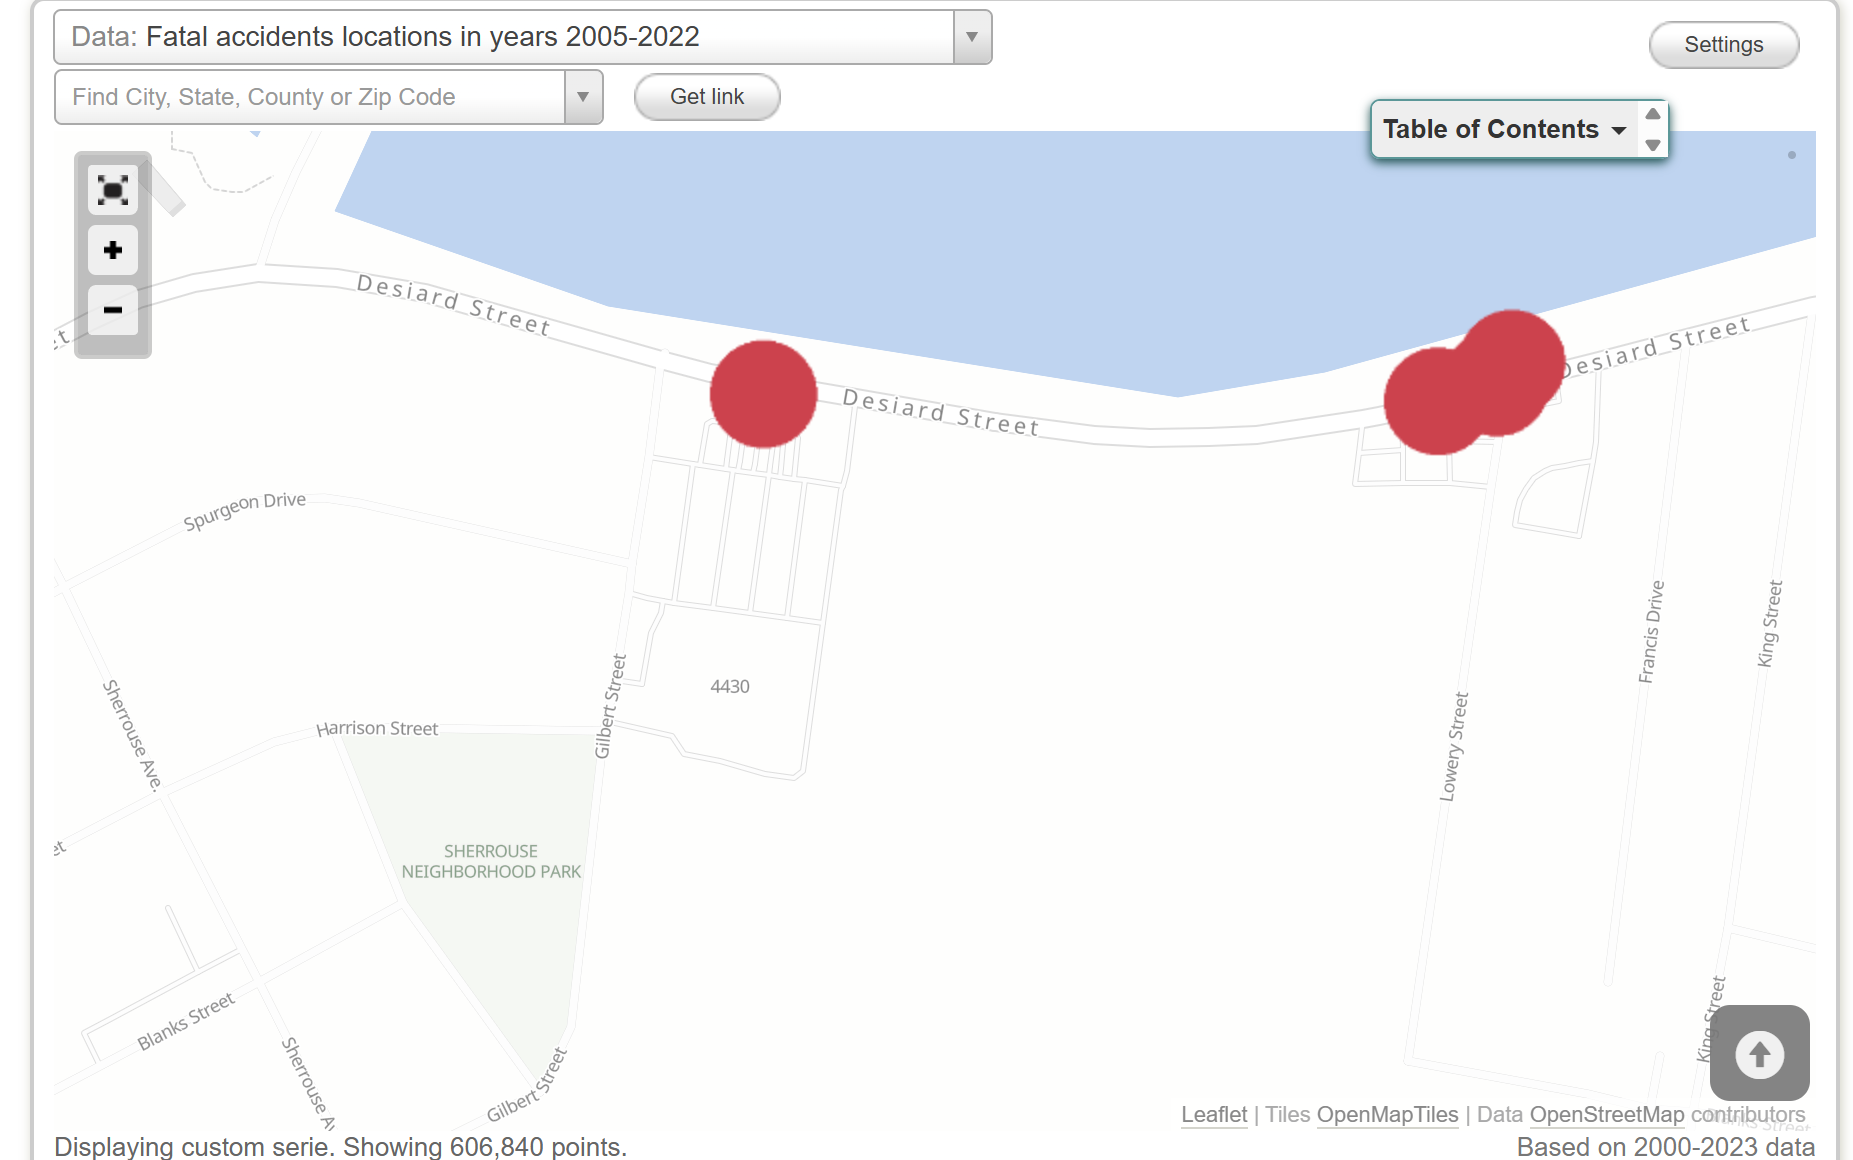 Data: Fatal accidents locations in years 2005-2022
Settings
Find City, State, County or Zip Code
Get link
Table of Contents
Desiard Street
Desiard Street
Desiard Street
et
Spurgeon Drive
Sherrouse Ave.
Harrison Street
Gilbert Street
4430
Francis Drive
King Street
Lowery Street
SHERROUSE
NEIGHBORHOOD PARK
et
Blanks Street
Sherrouse Av
Gilbert Street
King Street
Leaflet | Tiles OpenMapTiles | Data OpenStreetMap contributors
Displaying custom serie. Showing 606,840 points.
Based on 2000-2023 data